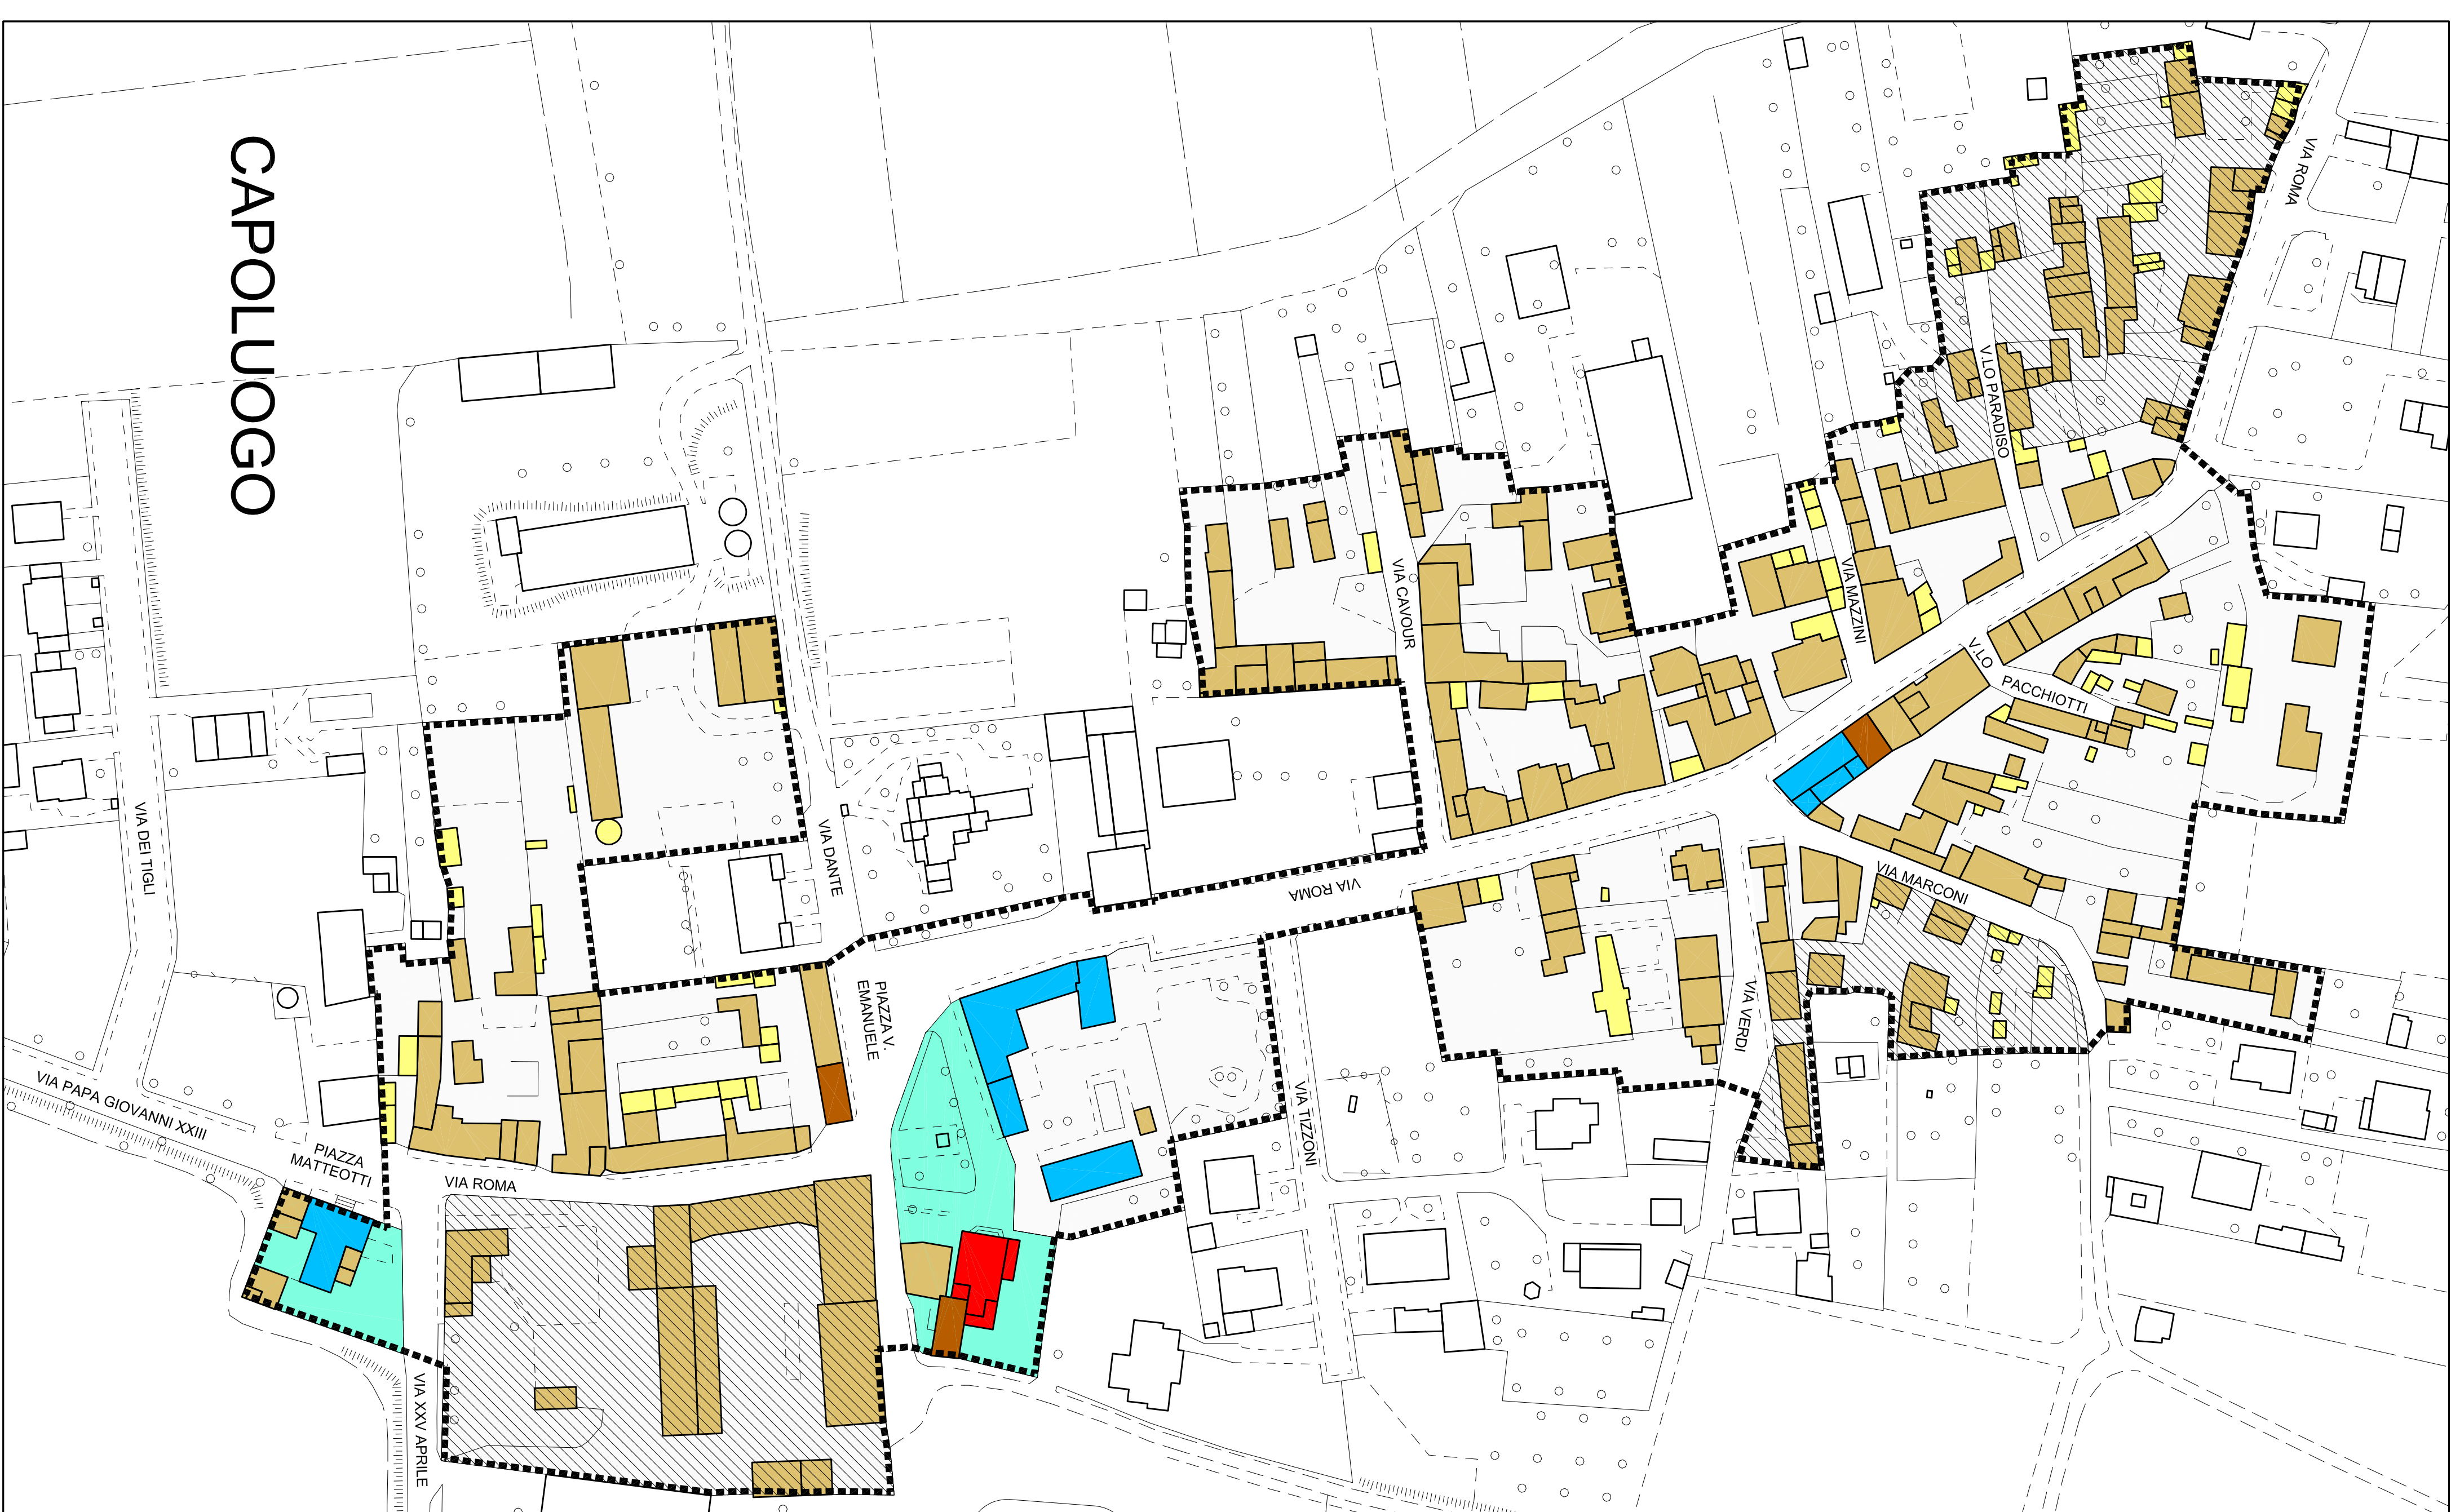 CAPOLUOGO
VIA ROMA
V.LO PARADISO
VIA CAVOUR
VIA MAZZINI
V.LO
PACCHIOTTI
VIA DEI TIGLI
VIA DANTE
VIA ROMA
VIA MARCONI
PIAZZA V.
EMANUELE
VIA VERDI
VIA TIZZONI
VIA PAPA GIOVANNI XXIII
PIAZZA
MATTEOTTI
VIA ROMA
VIA XXV APRILE